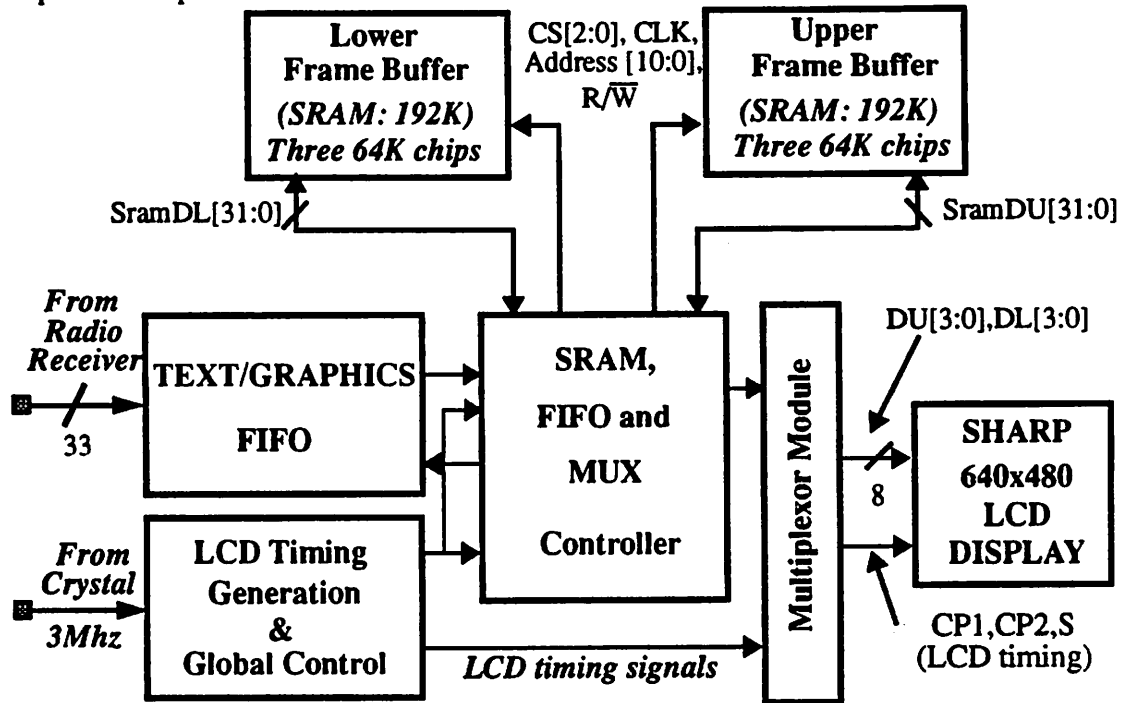 Lower
Frame Buffer
(SRAM: 192K)
Three 64K chips
CS[2:0], CLK,
Address [10:0],
R/W̅
Upper
Frame Buffer
(SRAM: 192K)
Three 64K chips
SramDL[31:0]
SramDU[31:0]
From
Radio
Receiver
33
TEXT/GRAPHICS
FIFO
SRAM,
FIFO and
MUX
Controller
Multiplexor Module
DU[3:0],DL[3:0]
8
SHARP
640x480
LCD
DISPLAY
From
Crystal
3Mhz
LCD Timing
Generation
&
Global Control
LCD timing signals
CP1,CP2,S
(LCD timing)